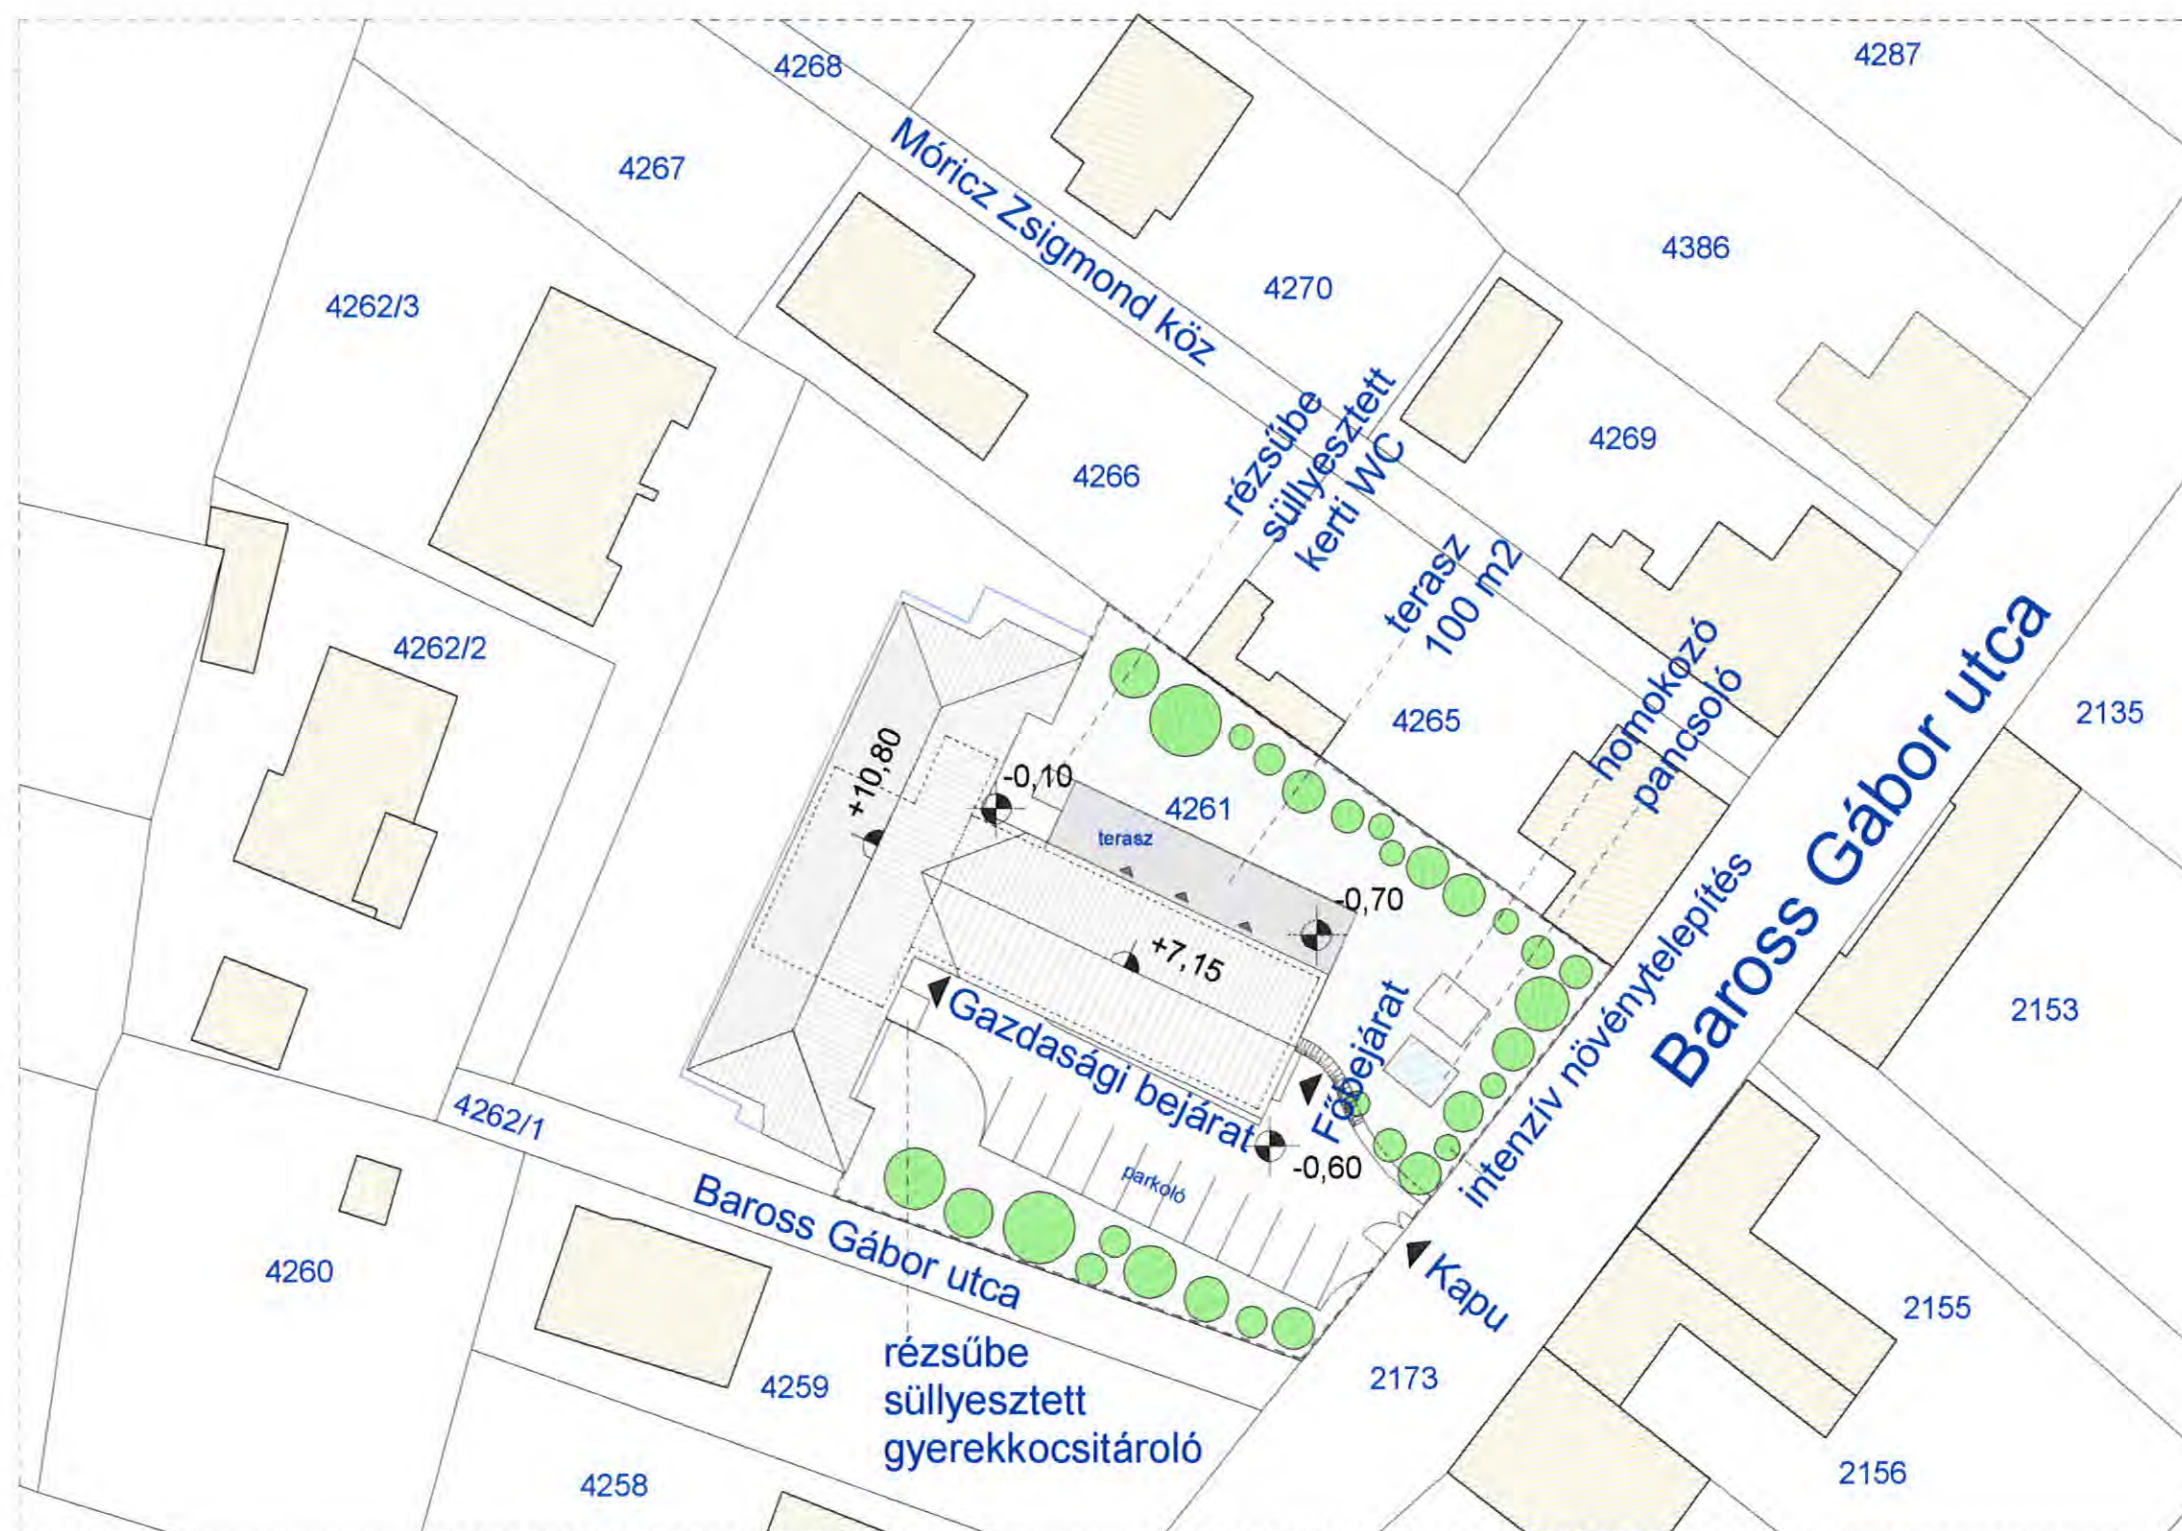 4268
4287
4267
Móricz Zsigmond köz
4386
4270
4262/3
4269
4266
rézsűbe
süllyesztett
kerti WC
terasz
100 m2
4262/2
homokozó
pancsoló
4265
2135
+10,80
-0,10
4261
terasz
Baross Gábor utca
-0,70
+7,15
intenzív növénytelepítés
2153
Gazdasági bejárat
Főbejárat
4262/1
-0,60
parkoló
Baross Gábor utca
Kapu
4260
2155
rézsűbe
süllyesztett
gyerekkocsitároló
4259
2173
4258
2156